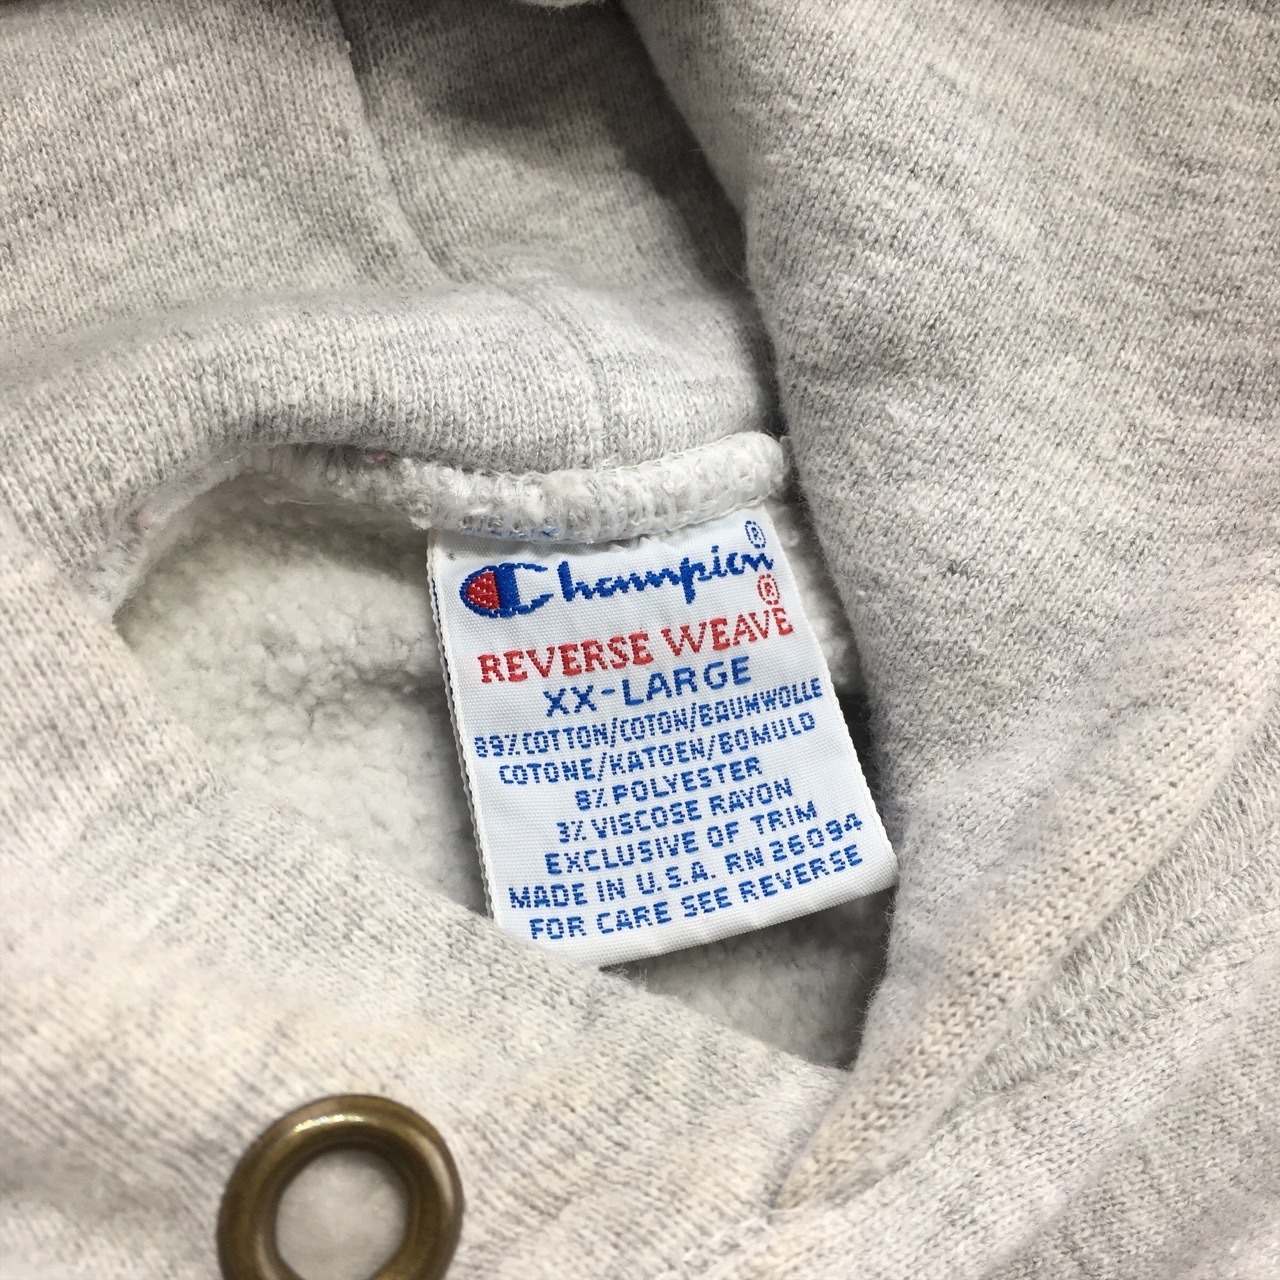 Champion®
REVERSE WEAVE®
XX-LARGE
89% COTTON/COTON/BAUMWOLLE
COTONE/KATOEN/BOMULD
8% POLYESTER
3% VISCOSE RAYON
EXCLUSIVE OF TRIM
MADE IN U.S.A. RN 26094
FOR CARE SEE REVERSE